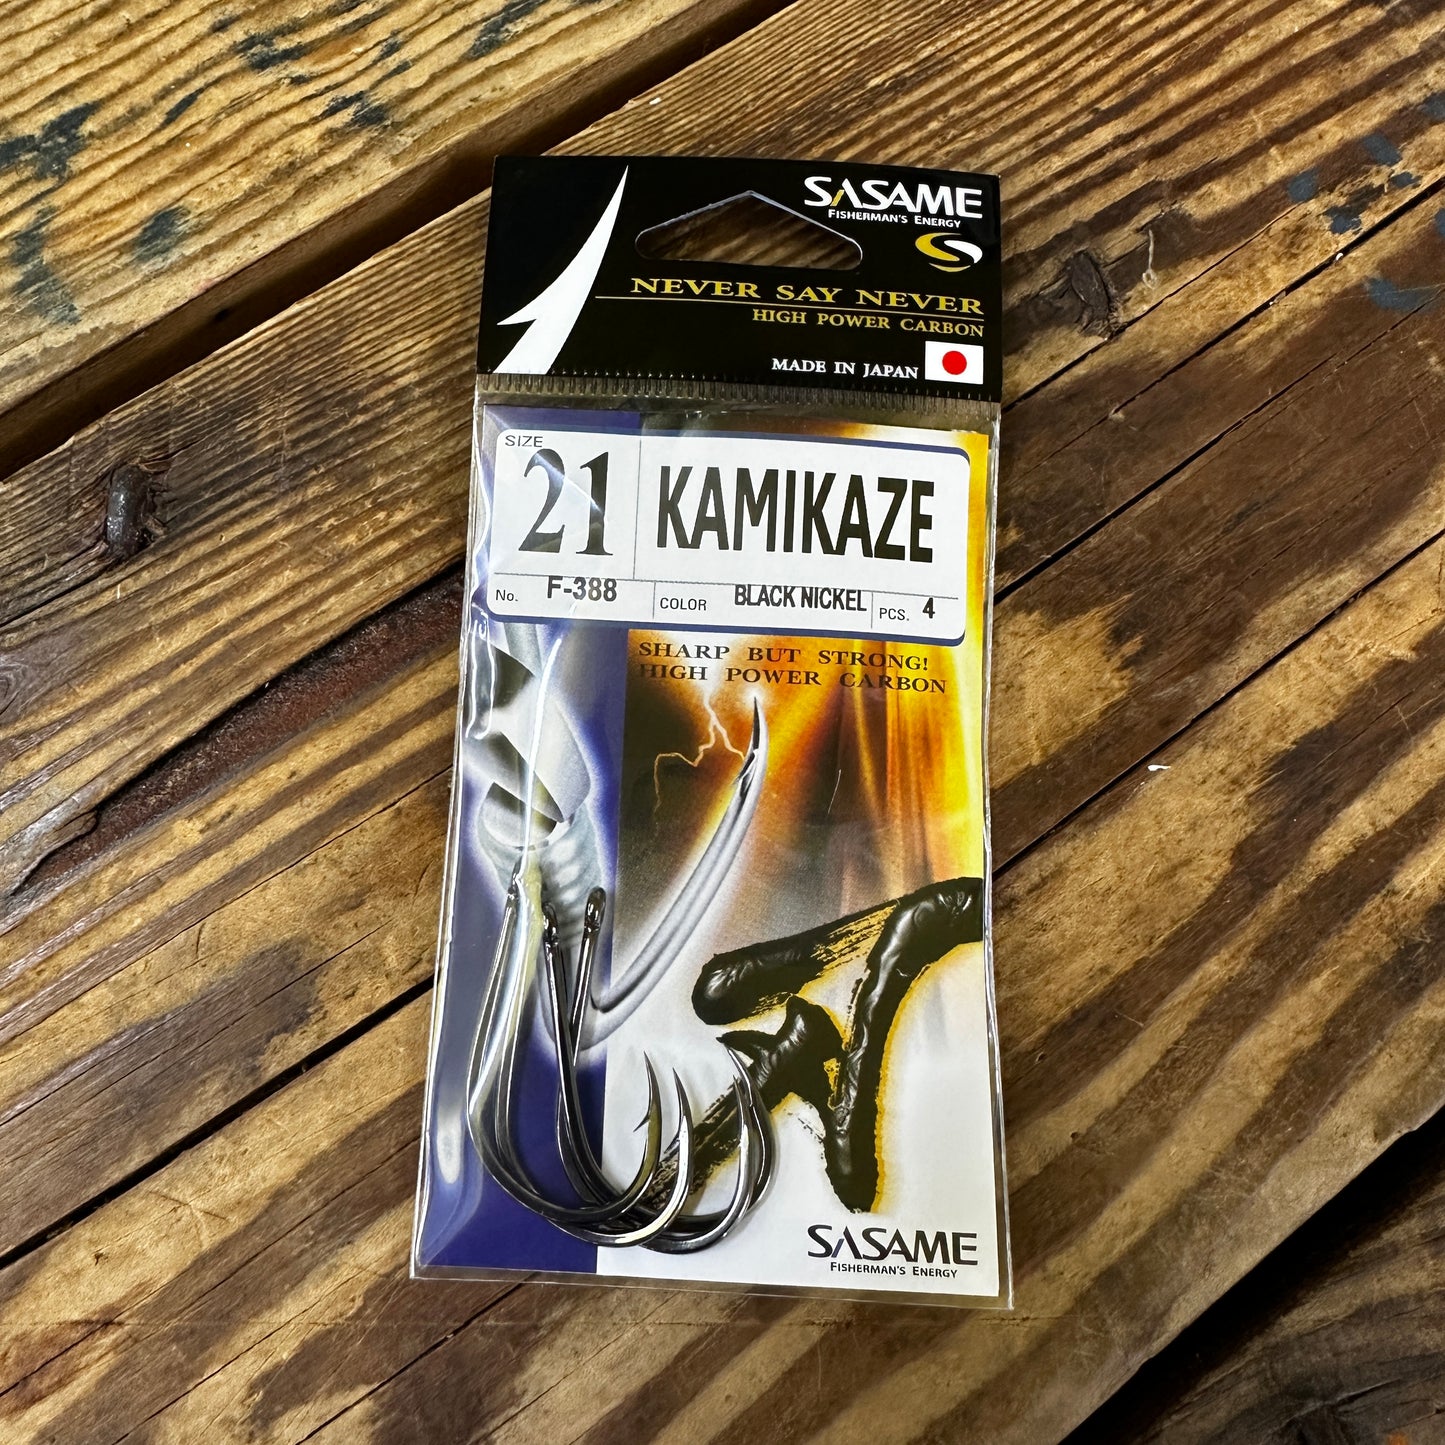 SASAME
FISHERMAN'S ENERGY
NEVER SAY NEVER
HIGH POWER CARBON
MADE IN JAPAN
SIZE
21
KAMIKAZE
No. F-388
COLOR BLACK NICKEL
PCS. 4
SHARP BUT STRONG!
HIGH POWER CARBON
SASAME
FISHERMAN'S ENERGY